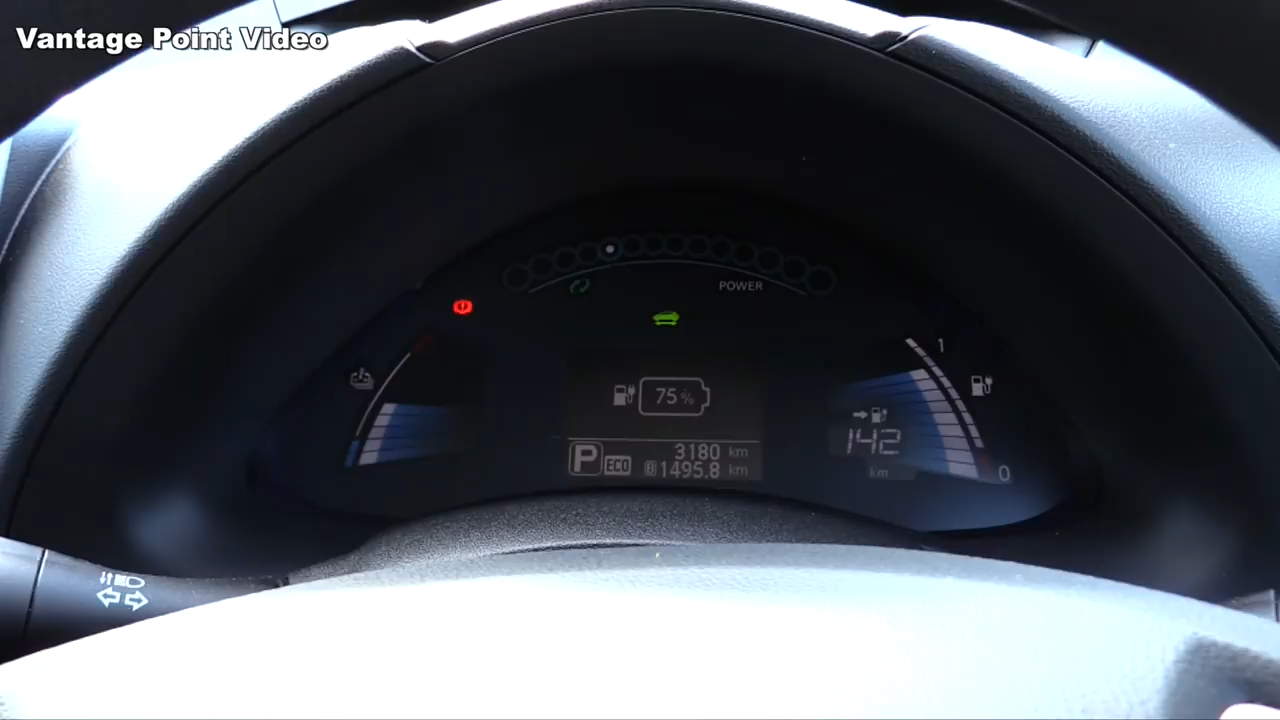 Vantage Point Video
POWER
1
75%
142
km
0
3180 km
P ECO B 1495.8 km